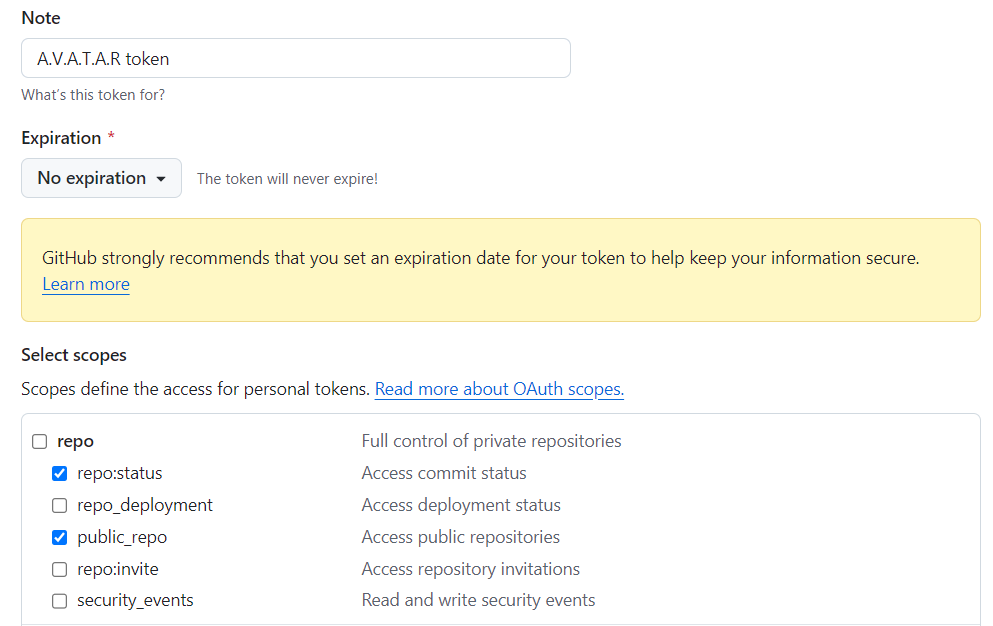 Note
A.V.A.T.A.R token
What's this token for?
Expiration *
No expiration The token will never expire!
GitHub strongly recommends that you set an expiration date for your token to help keep your information secure.
Learn more
Select scopes
Scopes define the access for personal tokens. Read more about OAuth scopes.
repo Full control of private repositories
repo:status Access commit status
repo_deployment Access deployment status
public_repo Access public repositories
repo:invite Access repository invitations
security_events Read and write security events